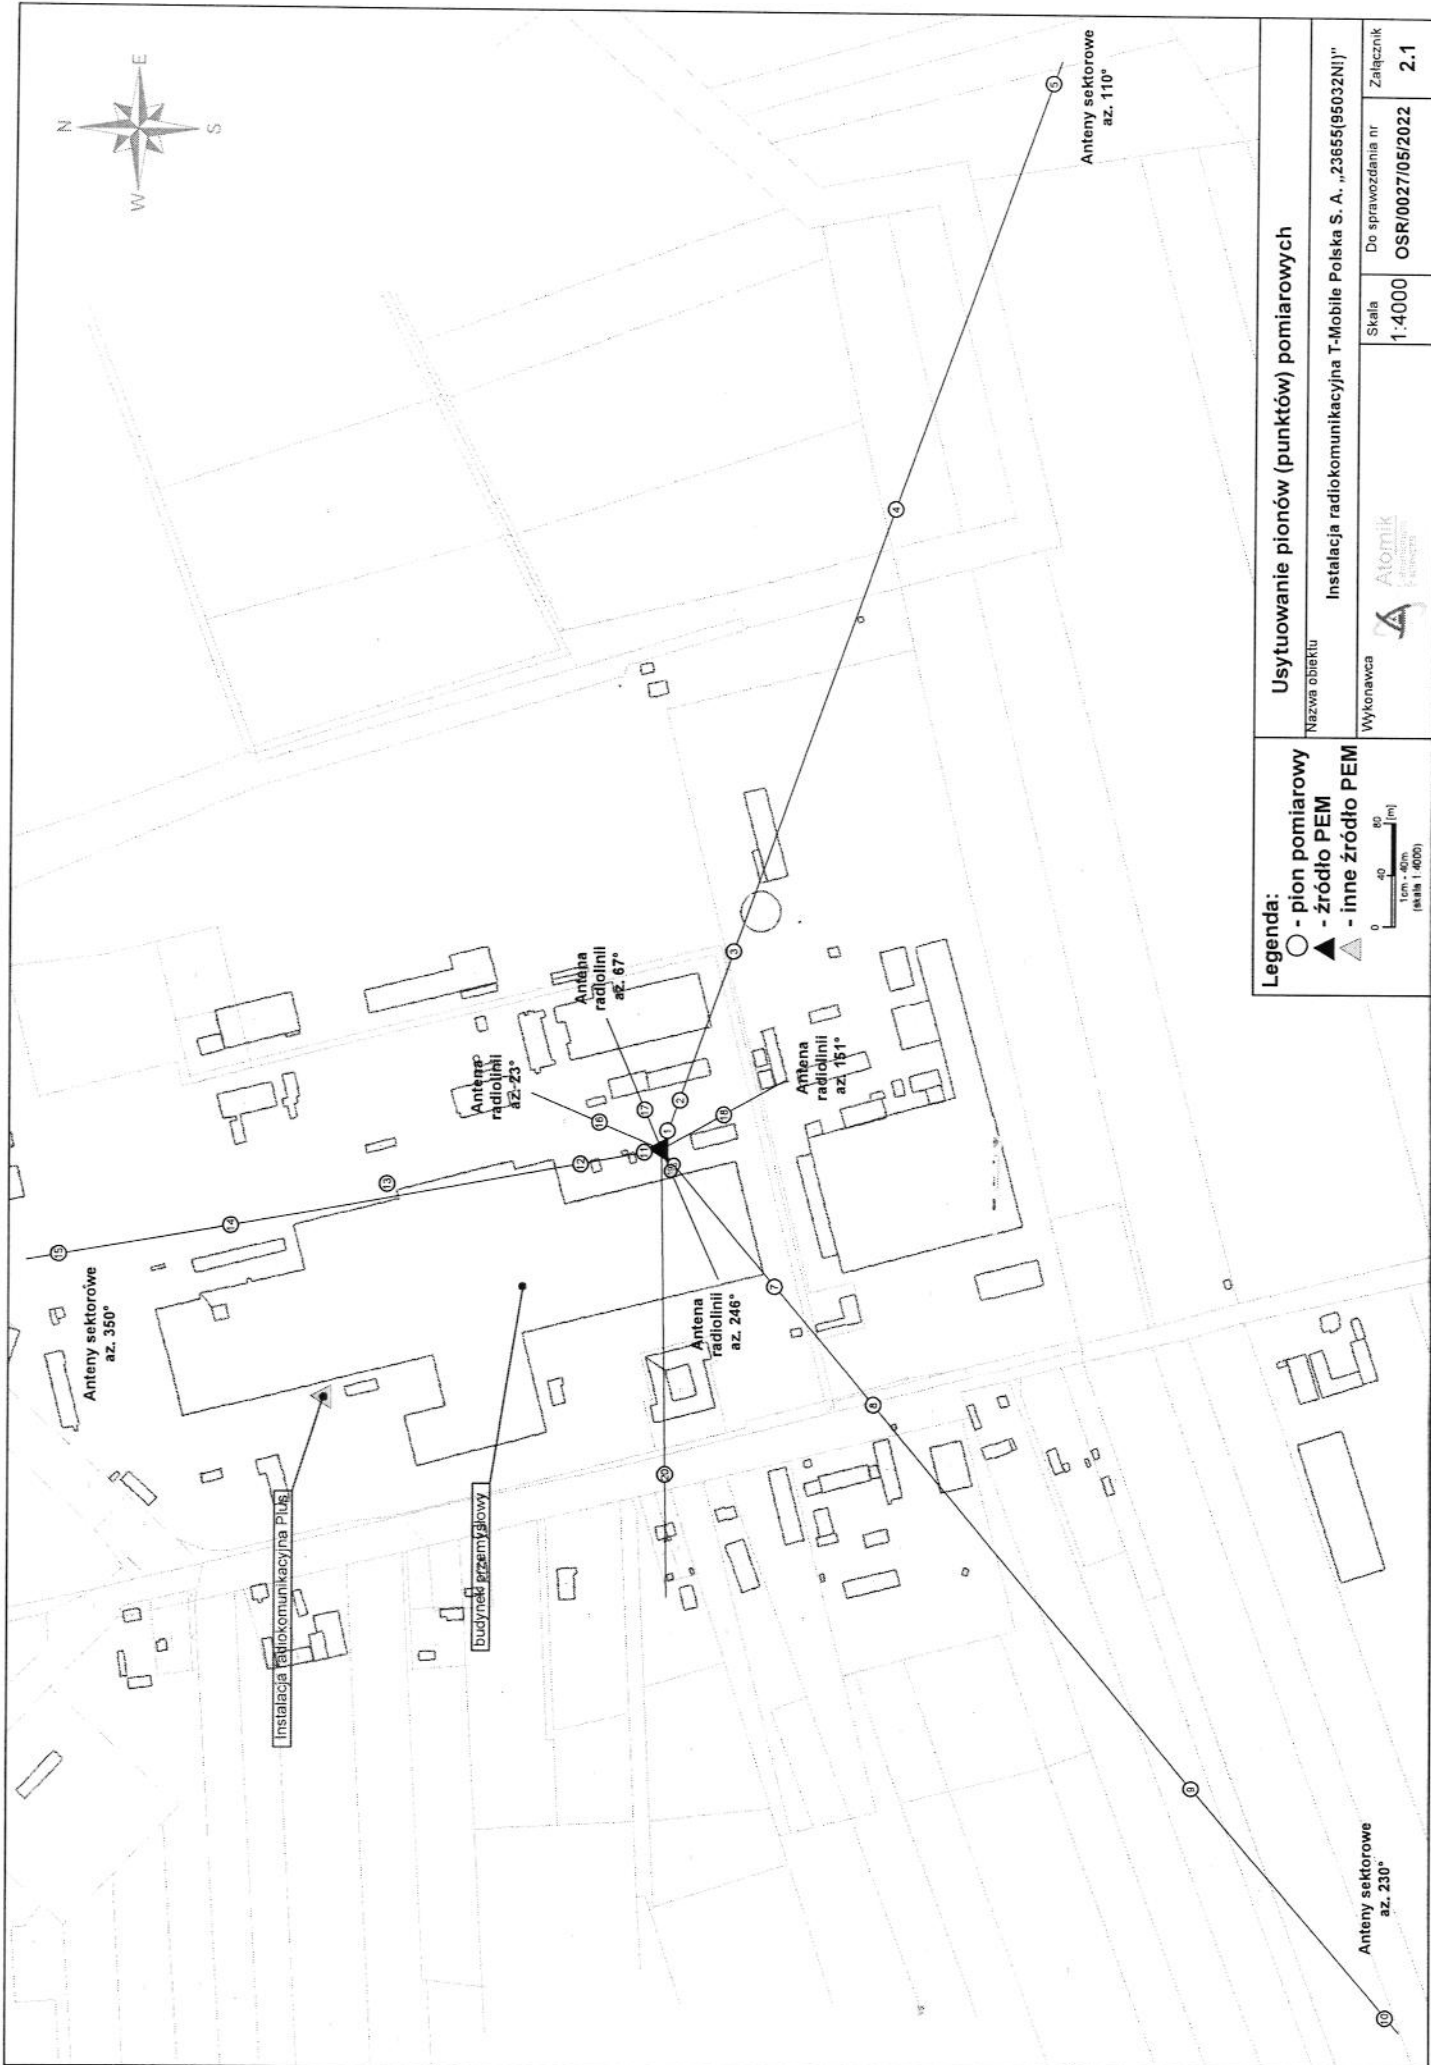 N
E
W
S
Anteny sektorowe
az. 350°
Anteny sektorowe
az. 110°
Antena
radiolinii
az. 67°
Antena
radiolinii
az. 23°
Antena
radiolinii
az. 151°
Antena
radiolinii
az. 246°
Anteny sektorowe
az. 230°
Instalacja radiokomunikacyjna Plus
budynek przemysłowy
1
2
3
4
5
7
8
9
10
11
12
13
14
15
16
17
18
20
Legenda:
- pion pomiarowy
- źródło PEM
- inne źródło PEM
0 40 80
[m]
1cm - 40m
(skala 1:4000)
Usytuowanie pionów (punktów) pomiarowych
Nazwa obiektu
Instalacja radiokomunikacyjna T-Mobile Polska S. A. „23655(95032N!)"
Wykonawca
Atomik
Skala
1:4000
Do sprawozdania nr
OSR/0027/05/2022
Załącznik
2.1